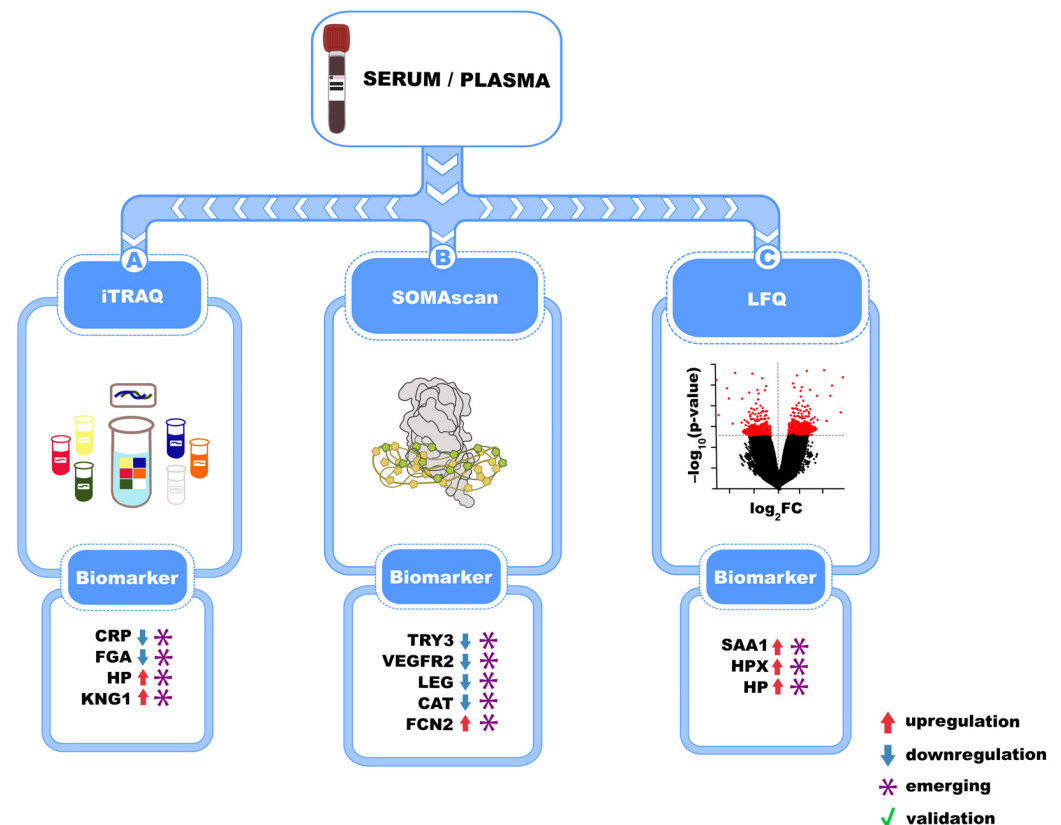 SERUM / PLASMA
A
iTRAQ
Biomarker
CRP
FGA
HP
KNG1
B
SOMAscan
Biomarker
TRY3
VEGFR2
LEG
CAT
FCN2
C
LFQ
−log10(p-value)
log2FC
Biomarker
SAA1
HPX
HP
upregulation
downregulation
emerging
validation